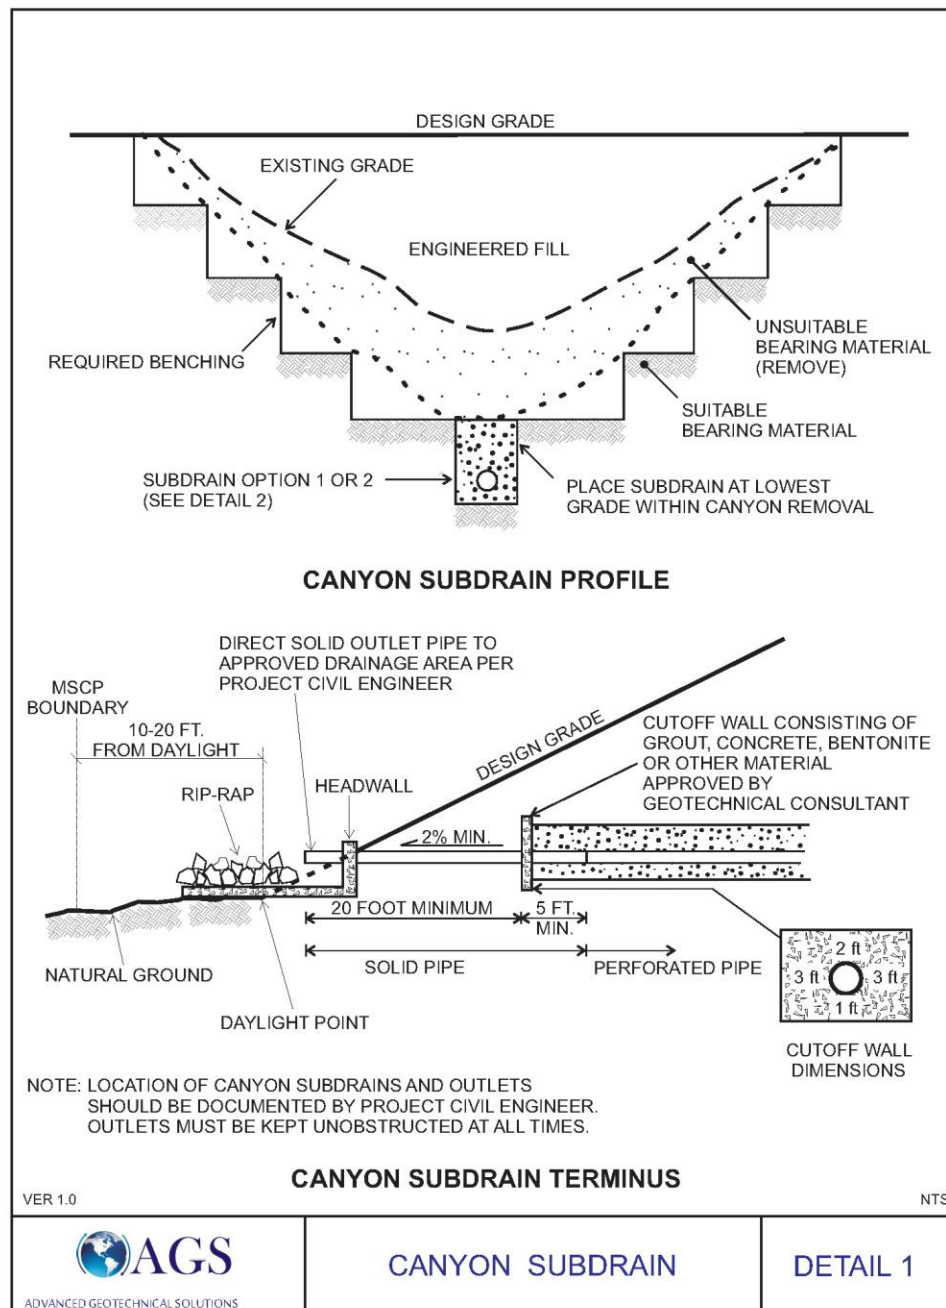 DESIGN GRADE
EXISTING GRADE
ENGINEERED FILL
REQUIRED BENCHING
UNSUITABLE
BEARING MATERIAL
(REMOVE)
SUITABLE
BEARING MATERIAL
SUBDRAIN OPTION 1 OR 2
(SEE DETAIL 2)
PLACE SUBDRAIN AT LOWEST
GRADE WITHIN CANYON REMOVAL
CANYON SUBDRAIN PROFILE
DIRECT SOLID OUTLET PIPE TO
APPROVED DRAINAGE AREA PER
PROJECT CIVIL ENGINEER
MSCP
BOUNDARY
10-20 FT.
FROM DAYLIGHT
RIP-RAP
HEADWALL
DESIGN GRADE
CUTOFF WALL CONSISTING OF
GROUT, CONCRETE, BENTONITE
OR OTHER MATERIAL
APPROVED BY
GEOTECHNICAL CONSULTANT
2% MIN.
20 FOOT MINIMUM
5 FT.
MIN.
SOLID PIPE
PERFORATED PIPE
NATURAL GROUND
DAYLIGHT POINT
2 ft
3 ft
3 ft
1 ft
CUTOFF WALL
DIMENSIONS
NOTE: LOCATION OF CANYON SUBDRAINS AND OUTLETS
SHOULD BE DOCUMENTED BY PROJECT CIVIL ENGINEER.
OUTLETS MUST BE KEPT UNOBSTRUCTED AT ALL TIMES.
CANYON SUBDRAIN TERMINUS
VER 1.0
NTS
AGS
ADVANCED GEOTECHNICAL SOLUTIONS
CANYON SUBDRAIN
DETAIL 1